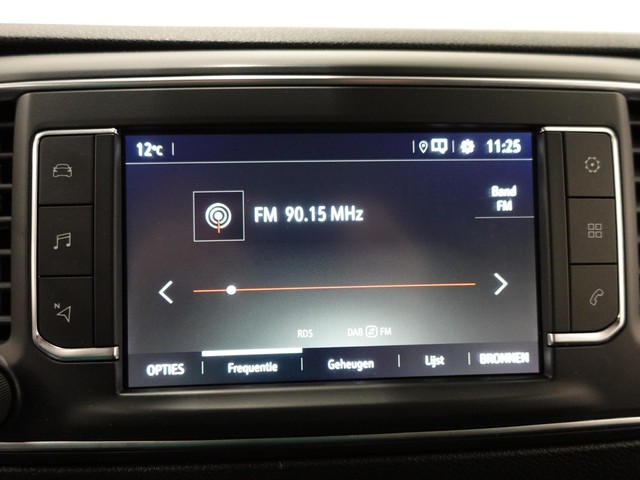 12°C
11:25
Band
FM
FM 90.15 MHz
RDS DAB FM
OPTIES Frequentie Geheugen Lijst BRONNEN
N